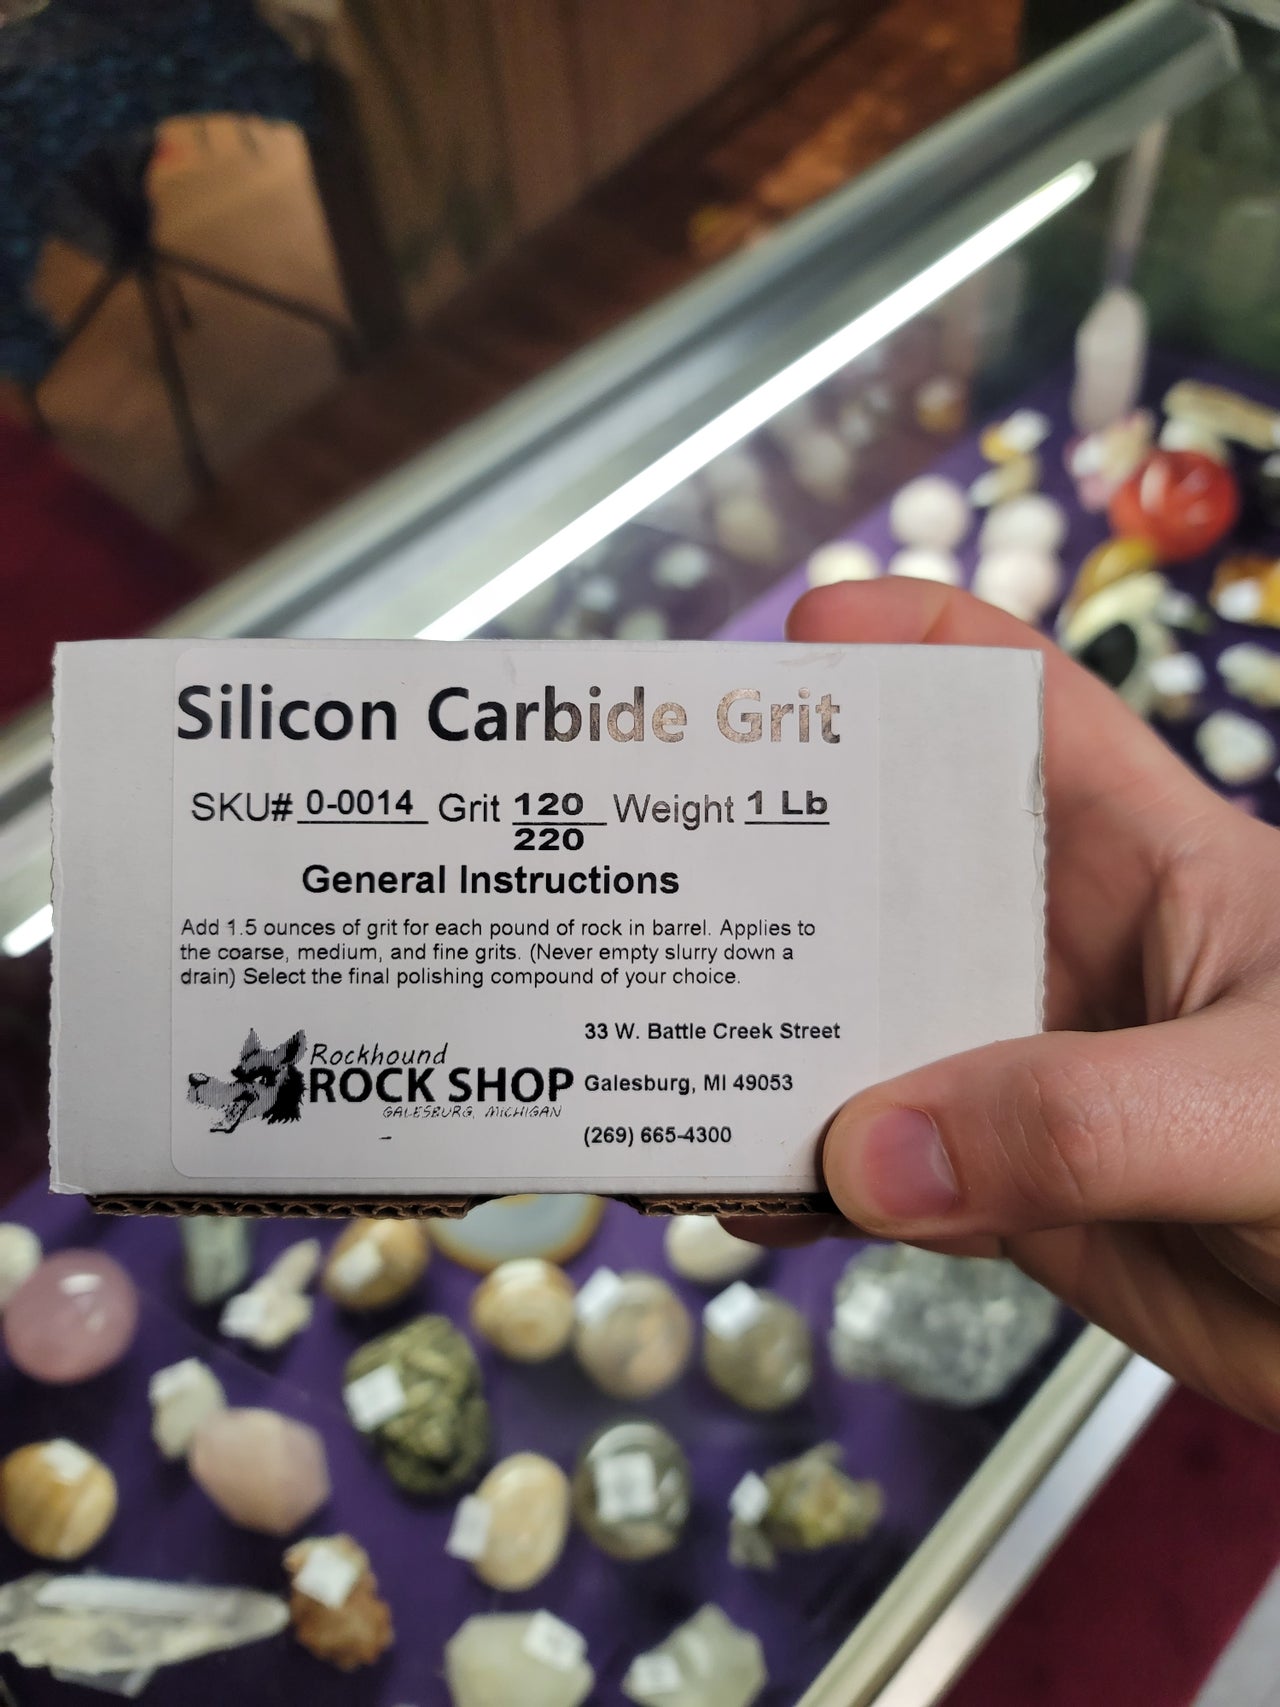 Silicon Carbide Grit
SKU# 0-0014 Grit 120 Weight 1 Lb
220
General Instructions
Add 1.5 ounces of grit for each pound of rock in barrel. Applies to
the coarse, medium, and fine grits. (Never empty slurry down a
drain) Select the final polishing compound of your choice.
Rockhound
ROCK SHOP
GALESBURG, MICHIGAN
33 W. Battle Creek Street
Galesburg, MI 49053
(269) 665-4300